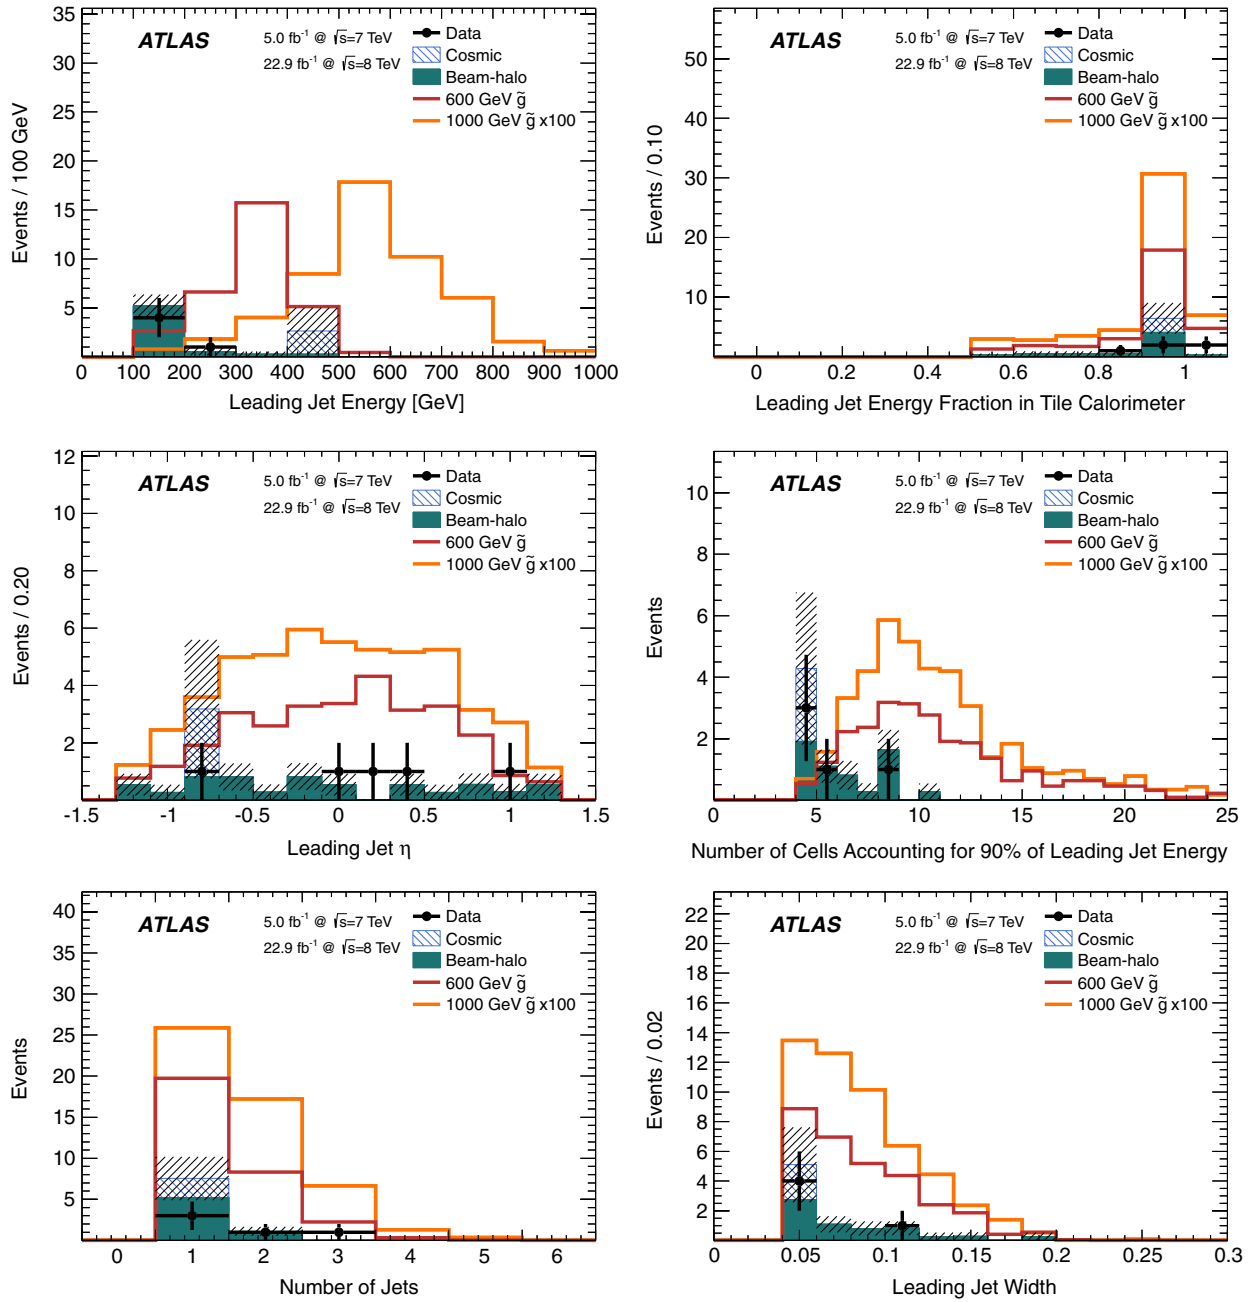 35
30
25
20
15
10
5
0
Events / 100 GeV
ATLAS
5.0 fb⁻¹ @ √s=7 TeV
22.9 fb⁻¹ @ √s=8 TeV
Data
Cosmic
Beam-halo
600 GeV g̃
1000 GeV g̃ x100
0 100 200 300 400 500 600 700 800 900 1000
Leading Jet Energy [GeV]
50
40
30
20
10
Events / 0.10
ATLAS
5.0 fb⁻¹ @ √s=7 TeV
22.9 fb⁻¹ @ √s=8 TeV
Data
Cosmic
Beam-halo
600 GeV g̃
1000 GeV g̃ x100
0 0.2 0.4 0.6 0.8 1
Leading Jet Energy Fraction in Tile Calorimeter
12
10
8
6
4
2
Events / 0.20
ATLAS
5.0 fb⁻¹ @ √s=7 TeV
22.9 fb⁻¹ @ √s=8 TeV
Data
Cosmic
Beam-halo
600 GeV g̃
1000 GeV g̃ x100
-1.5 -1 -0.5 0 0.5 1 1.5
Leading Jet η
10
8
6
4
2
0
Events
ATLAS
5.0 fb⁻¹ @ √s=7 TeV
22.9 fb⁻¹ @ √s=8 TeV
Data
Cosmic
Beam-halo
600 GeV g̃
1000 GeV g̃ x100
0 5 10 15 20 25
Number of Cells Accounting for 90% of Leading Jet Energy
40
35
30
25
20
15
10
5
Events
ATLAS
5.0 fb⁻¹ @ √s=7 TeV
22.9 fb⁻¹ @ √s=8 TeV
Data
Cosmic
Beam-halo
600 GeV g̃
1000 GeV g̃ x100
0 1 2 3 4 5 6
Number of Jets
22
20
18
16
14
12
10
8
6
4
2
Events / 0.02
ATLAS
5.0 fb⁻¹ @ √s=7 TeV
22.9 fb⁻¹ @ √s=8 TeV
Data
Cosmic
Beam-halo
600 GeV g̃
1000 GeV g̃ x100
0 0.05 0.1 0.15 0.2 0.25 0.3
Leading Jet Width